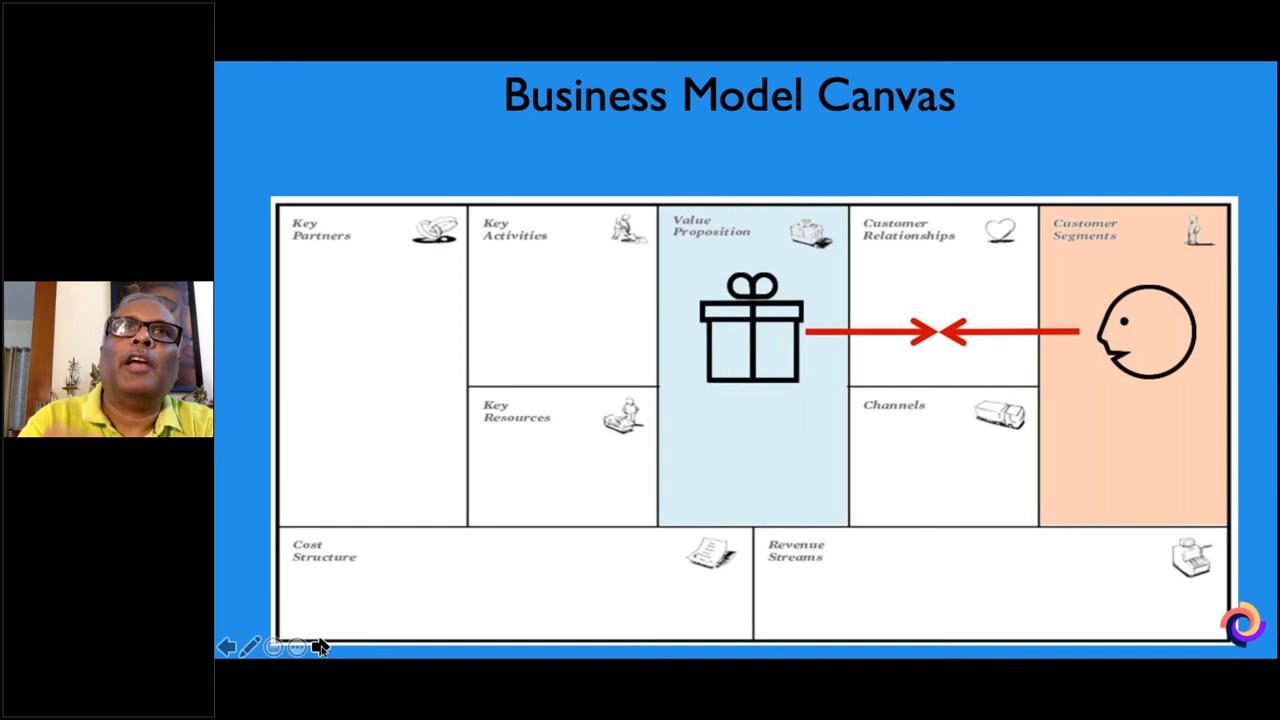 Business Model Canvas
Key
Partners
Key
Activities
Value
Proposition
Customer
Relationships
Customer
Segments
Key
Resources
Channels
Cost
Structure
Revenue
Streams